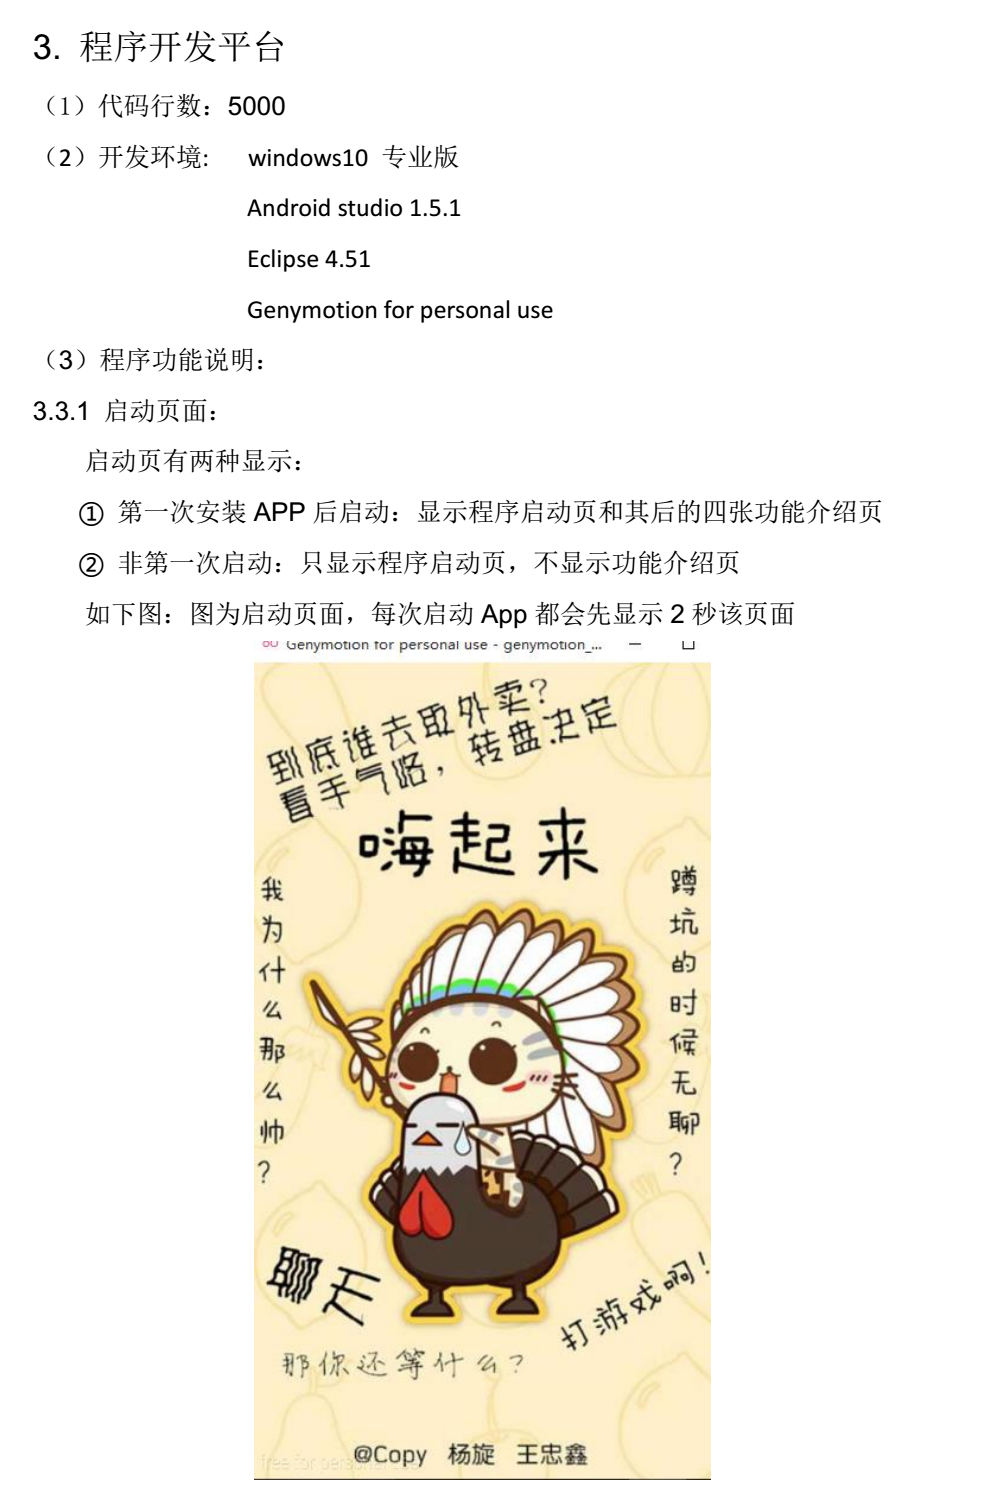 3. 程序开发平台
（1）代码行数：5000
（2）开发环境: windows10 专业版
Android studio 1.5.1
Eclipse 4.51
Genymotion for personal use
（3）程序功能说明：
3.3.1 启动页面：
启动页有两种显示：
① 第一次安装 APP 后启动：显示程序启动页和其后的四张功能介绍页
② 非第一次启动：只显示程序启动页，不显示功能介绍页
如下图：图为启动页面，每次启动 App 都会先显示 2 秒该页面
Genymotion for personal use - genymotion_...
到底谁去取外卖?
看手气咯，转盘决定
嗨起来
我为什么那么帅?
蹲坑的时候无聊?
聊天
打游戏啊!
那你还等什么?
@Copy 杨旋 王忠鑫
free for personal